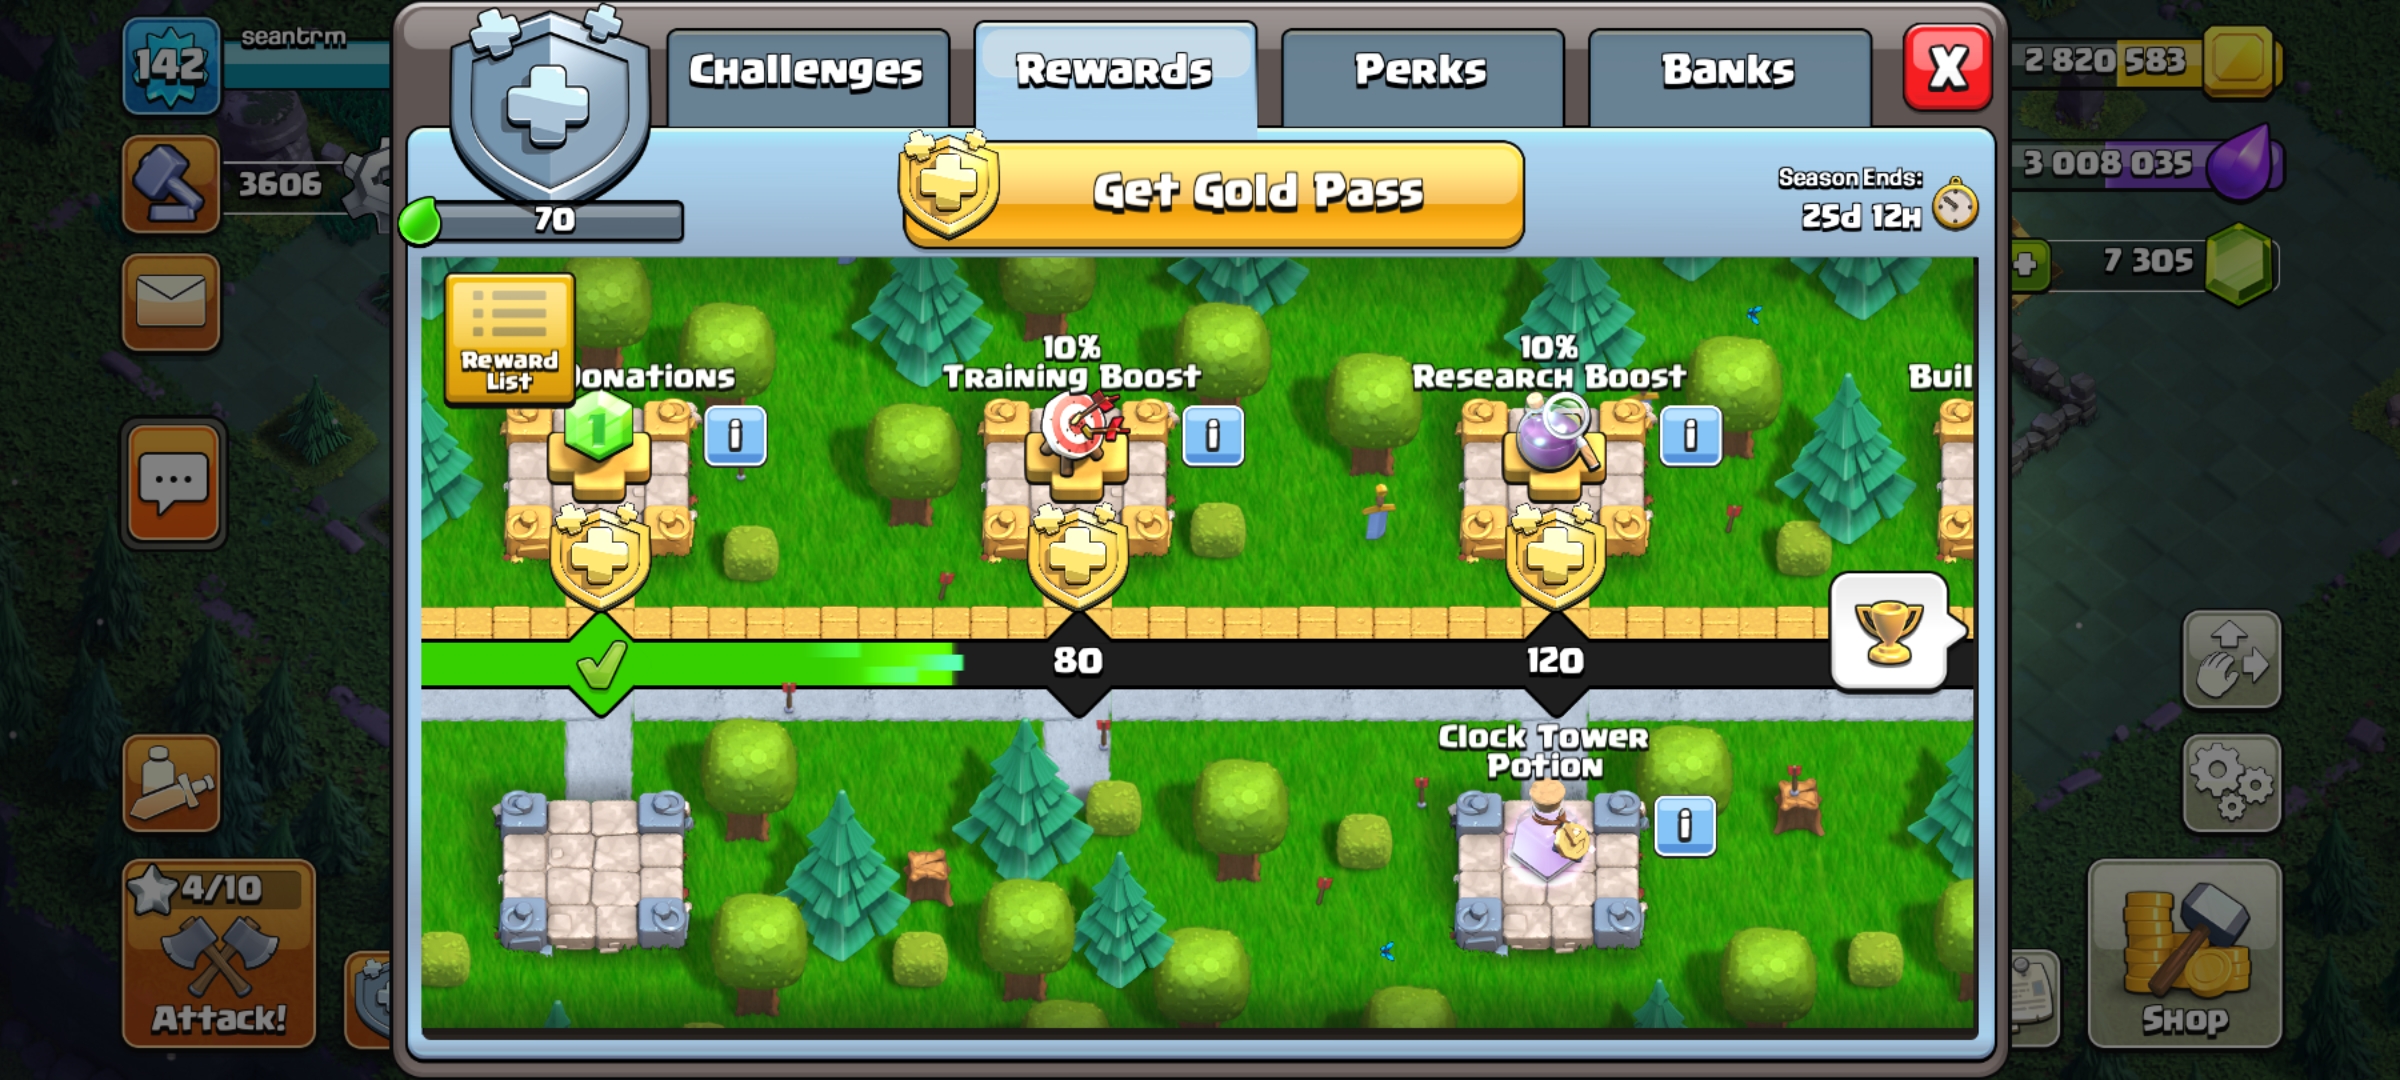 142
seantrm
Challenges
Rewards
Perks
Banks
X
2 820 583
3606
3 008 035
70
Get Gold Pass
Season Ends:
25d 12h
7 305
Reward
List
Donations
1
i
10%
Training Boost
i
10%
Research Boost
i
Buil
80
120
Clock Tower
Potion
i
4/10
Attack!
Shop